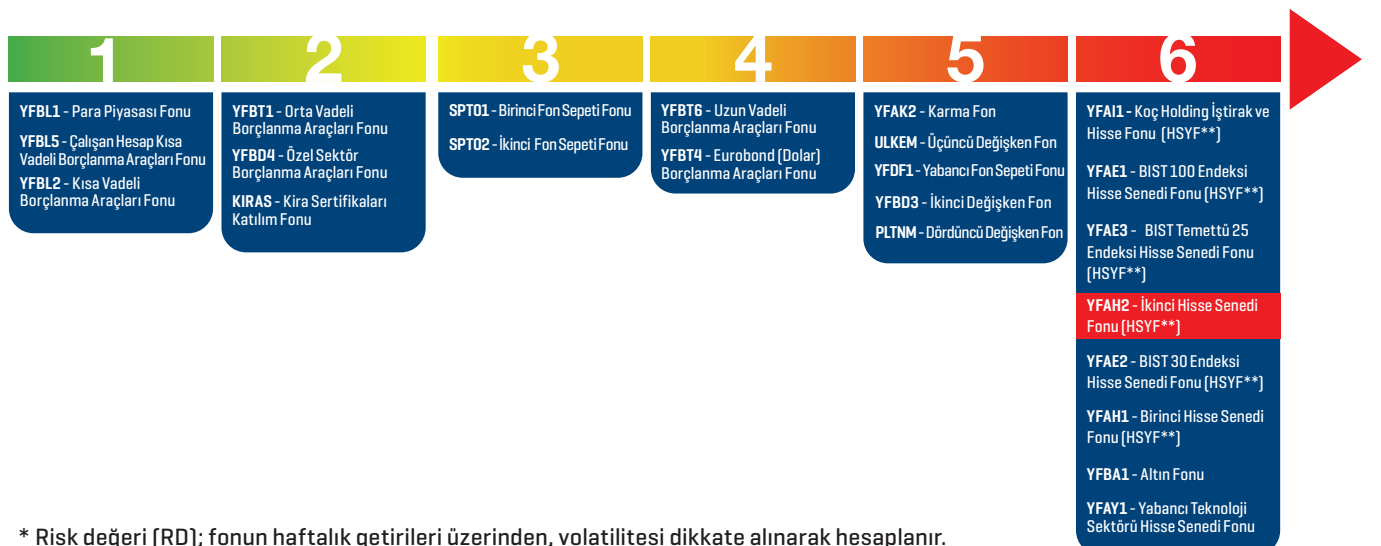 1
YFBL1 - Para Piyasası Fonu
YFBL5 - Çalışan Hesap Kısa
Vadeli Borçlanma Araçları Fonu
YFBL2 - Kısa Vadeli
Borçlanma Araçları Fonu
2
YFBT1 - Orta Vadeli
Borçlanma Araçları Fonu
YFBD4 - Özel Sektör
Borçlanma Araçları Fonu
KIRAS - Kira Sertifikaları
Katılım Fonu
3
SPT01 - Birinci Fon Sepeti Fonu
SPT02 - İkinci Fon Sepeti Fonu
4
YFBT6 - Uzun Vadeli
Borçlanma Araçları Fonu
YFBT4 - Eurobond (Dolar)
Borçlanma Araçları Fonu
5
YFAK2 - Karma Fon
ULKEM - Üçüncü Değişken Fon
YFDF1 - Yabancı Fon Sepeti Fonu
YFBD3 - İkinci Değişken Fon
PLTNM - Dördüncü Değişken Fon
6
YFAI1 - Koç Holding İştirak ve
Hisse Fonu (HSYF**)
YFAE1 - BIST 100 Endeksi
Hisse Senedi Fonu (HSYF**)
YFAE3 - BIST Temettü 25
Endeksi Hisse Senedi Fonu
(HSYF**)
YFAH2 - İkinci Hisse Senedi
Fonu (HSYF**)
YFAE2 - BIST 30 Endeksi
Hisse Senedi Fonu (HSYF**)
YFAH1 - Birinci Hisse Senedi
Fonu (HSYF**)
YFBA1 - Altın Fonu
YFAY1 - Yabancı Teknoloji
Sektörü Hisse Senedi Fonu
* Risk değeri (RD); fonun haftalık getirileri üzerinden, volatilitesi dikkate alınarak hesaplanır.